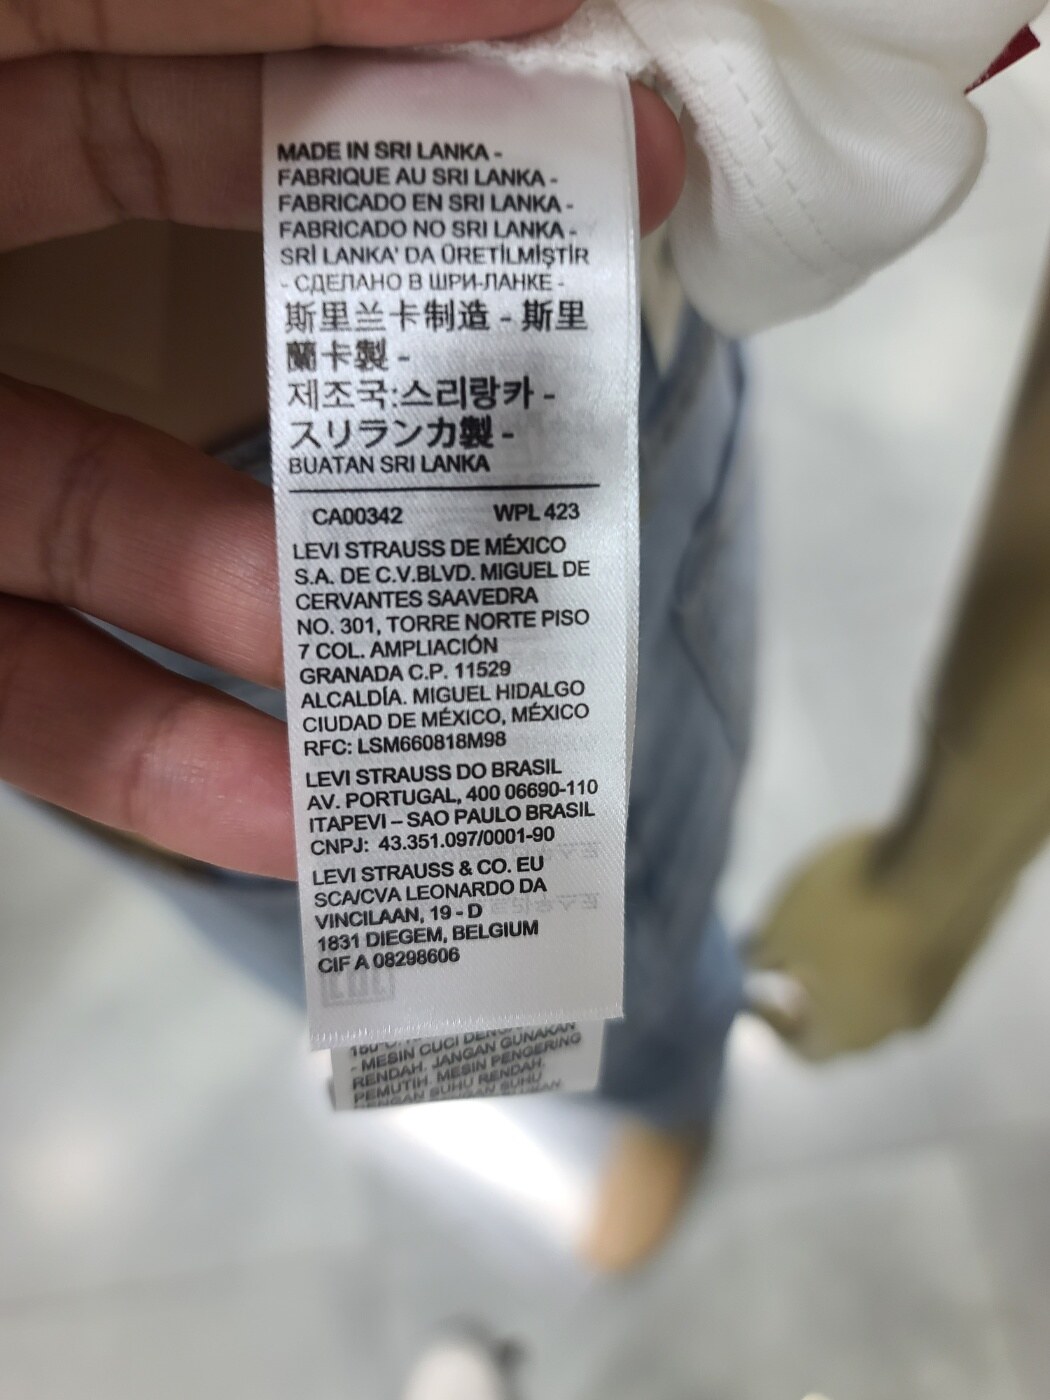 MADE IN SRI LANKA -
FABRIQUE AU SRI LANKA -
FABRICADO EN SRI LANKA -
FABRICADO NO SRI LANKA -
SRİ LANKA' DA ÜRETİLMİŞTİR
- СДЕЛАНО В ШРИ-ЛАНКЕ -
斯里兰卡制造 - 斯里
蘭卡製 -
제조국:스리랑카 -
スリランカ製 -
BUATAN SRI LANKA
CA00342 WPL 423
LEVI STRAUSS DE MÉXICO
S.A. DE C.V.BLVD. MIGUEL DE
CERVANTES SAAVEDRA
NO. 301, TORRE NORTE PISO
7 COL. AMPLIACIÓN
GRANADA C.P. 11529
ALCALDÍA. MIGUEL HIDALGO
CIUDAD DE MÉXICO, MÉXICO
RFC: LSM660818M98
LEVI STRAUSS DO BRASIL
AV. PORTUGAL, 400 06690-110
ITAPEVI – SAO PAULO BRASIL
CNPJ: 43.351.097/0001-90
LEVI STRAUSS & CO. EU
SCA/CVA LEONARDO DA
VINCILAAN, 19 - D
1831 DIEGEM, BELGIUM
CIF A 08298606
- MESIN CUCI DENGAN
RENDAH. JANGAN GUNAKAN
PEMUTIH. MESIN PENGERING
DENGAN SUHU RENDAH.